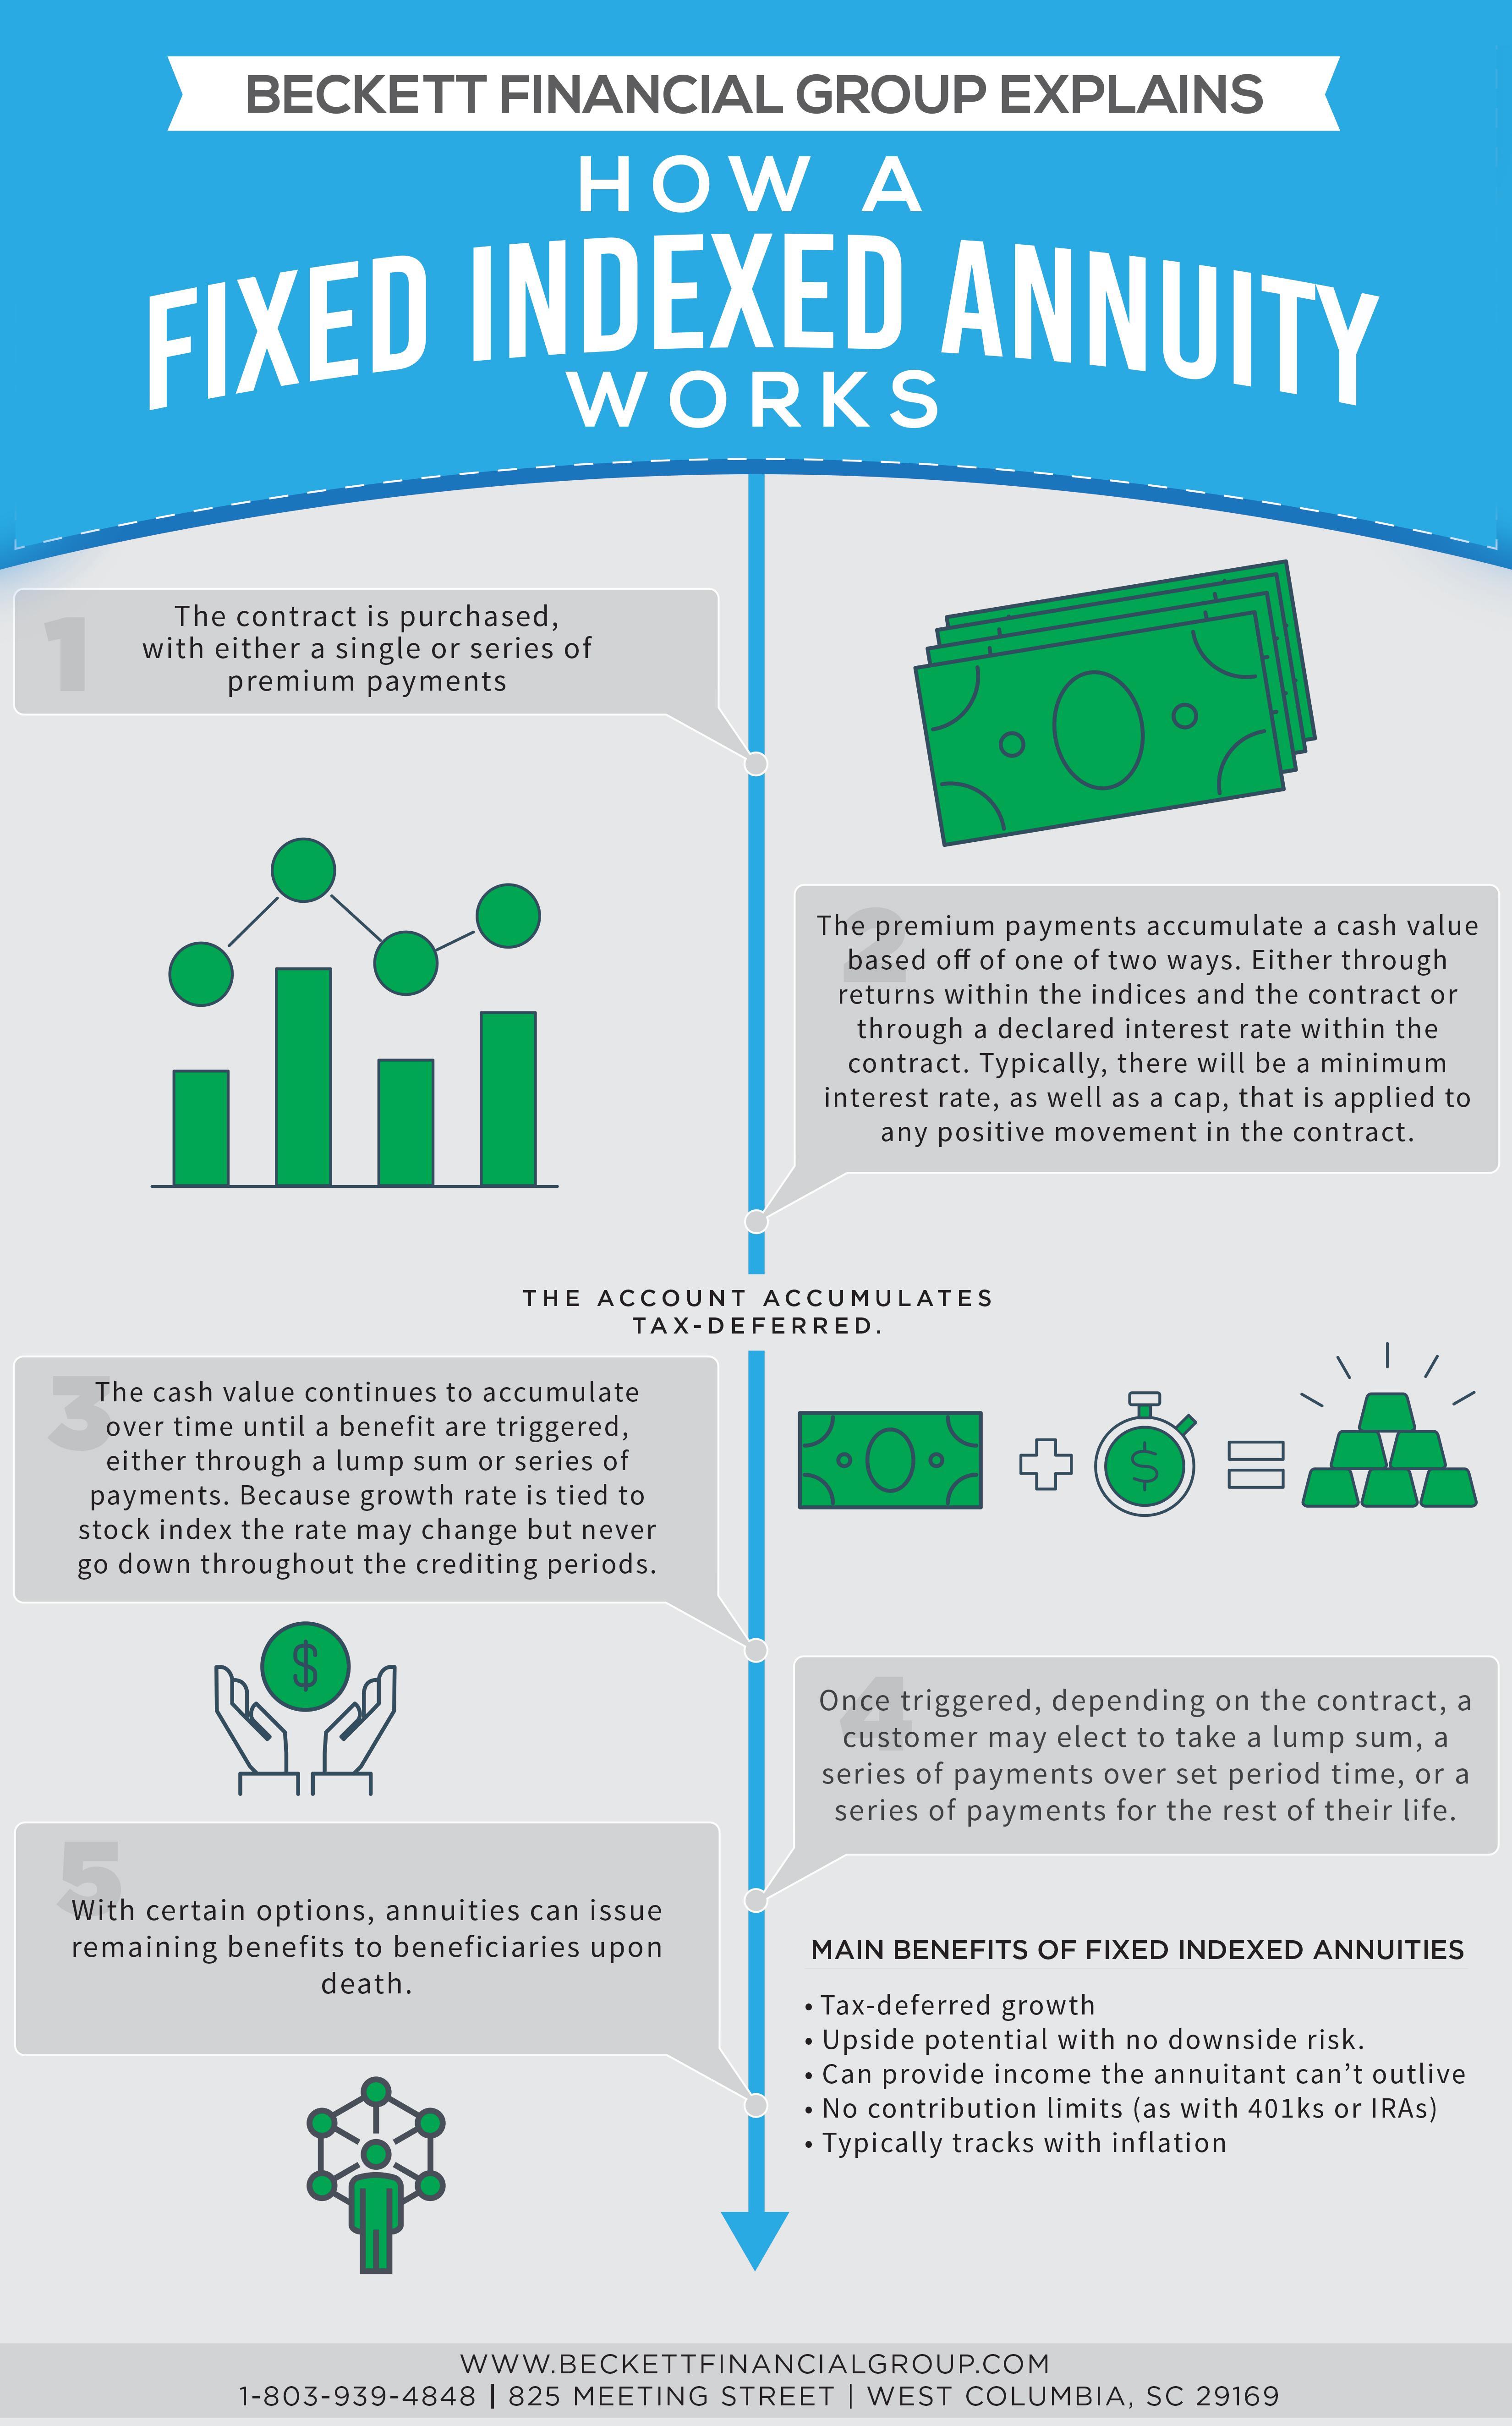 BECKETT FINANCIAL GROUP EXPLAINS
HOW A
FIXED INDEXED ANNUITY
WORKS
1
The contract is purchased,
with either a single or series of
premium payments
2
The premium payments accumulate a cash value
based off of one of two ways. Either through
returns within the indices and the contract or
through a declared interest rate within the
contract. Typically, there will be a minimum
interest rate, as well as a cap, that is applied to
any positive movement in the contract.
THE ACCOUNT ACCUMULATES
TAX-DEFERRED.
3
The cash value continues to accumulate
over time until a benefit are triggered,
either through a lump sum or series of
payments. Because growth rate is tied to
stock index the rate may change but never
go down throughout the crediting periods.
$
$
4
Once triggered, depending on the contract, a
customer may elect to take a lump sum, a
series of payments over set period time, or a
series of payments for the rest of their life.
5
With certain options, annuities can issue
remaining benefits to beneficiaries upon
death.
MAIN BENEFITS OF FIXED INDEXED ANNUITIES
• Tax-deferred growth
• Upside potential with no downside risk.
• Can provide income the annuitant can’t outlive
• No contribution limits (as with 401ks or IRAs)
• Typically tracks with inflation
WWW.BECKETTFINANCIALGROUP.COM
1-803-939-4848 | 825 MEETING STREET | WEST COLUMBIA, SC 29169